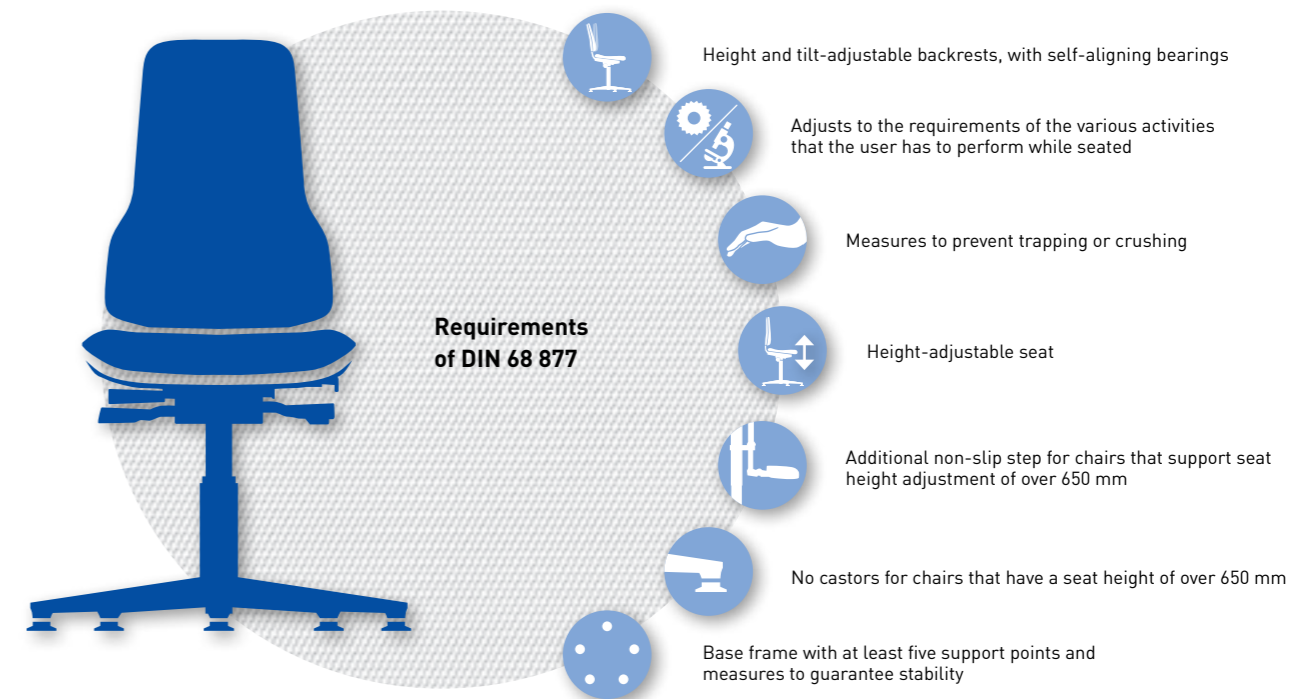 Height and tilt-adjustable backrests, with self-aligning bearings
Adjusts to the requirements of the various activities
that the user has to perform while seated
Measures to prevent trapping or crushing
Requirements
of DIN 68 877
Height-adjustable seat
Additional non-slip step for chairs that support seat
height adjustment of over 650 mm
No castors for chairs that have a seat height of over 650 mm
Base frame with at least five support points and
measures to guarantee stability